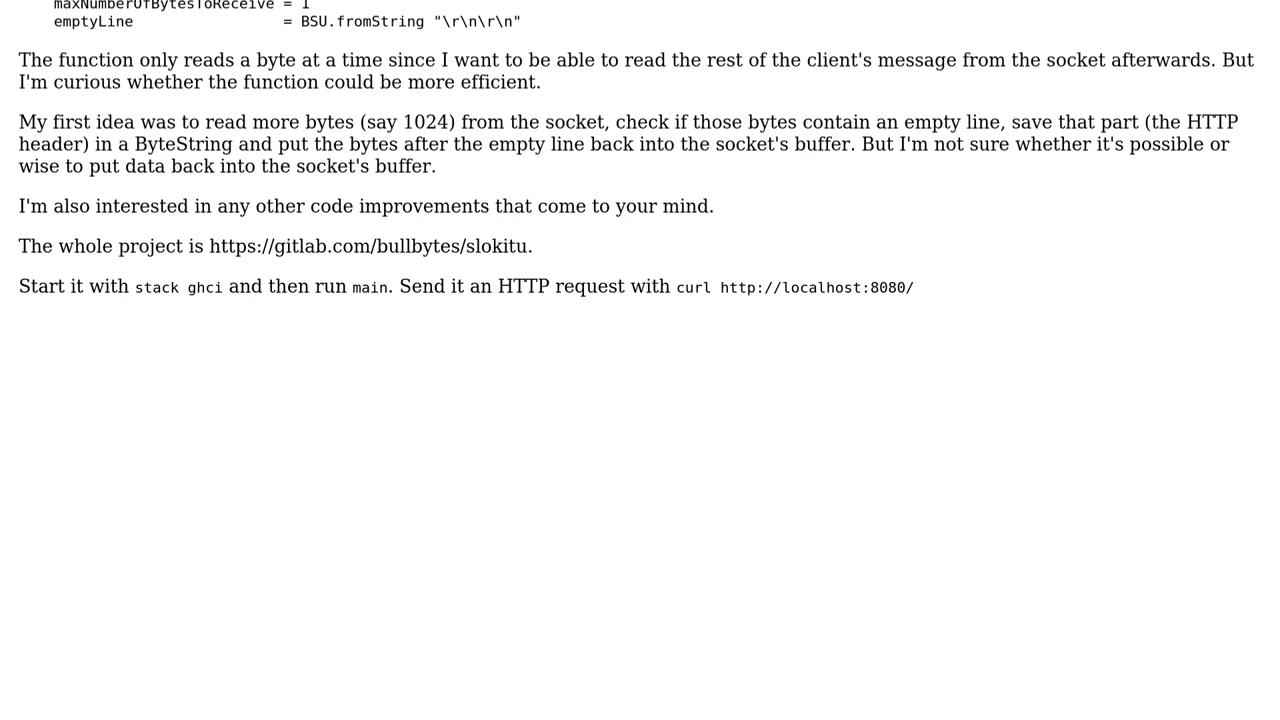 maxNumberOfBytesToReceive = 1
emptyLine                 = BSU.fromString "\r\n\r\n"
The function only reads a byte at a time since I want to be able to read the rest of the client's message from the socket afterwards. But
I'm curious whether the function could be more efficient.
My first idea was to read more bytes (say 1024) from the socket, check if those bytes contain an empty line, save that part (the HTTP
header) in a ByteString and put the bytes after the empty line back into the socket's buffer. But I'm not sure whether it's possible or
wise to put data back into the socket's buffer.
I'm also interested in any other code improvements that come to your mind.
The whole project is https://gitlab.com/bullbytes/slokitu.
Start it with stack ghci and then run main. Send it an HTTP request with curl http://localhost:8080/